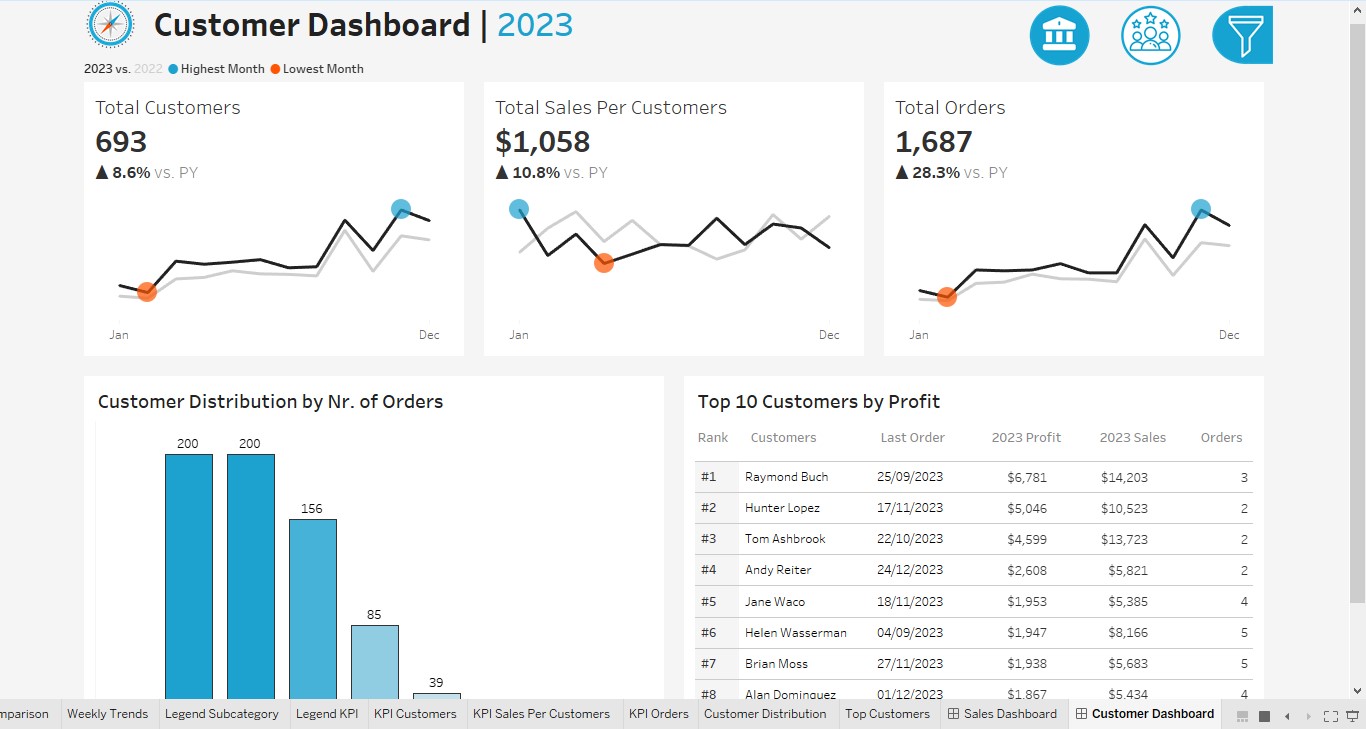 Customer Dashboard | 2023
2023 vs. 2022 Highest Month Lowest Month
Total Customers
693
▲ 8.6% vs. PY
Jan Dec
Total Sales Per Customers
$1,058
▲ 10.8% vs. PY
Jan Dec
Total Orders
1,687
▲ 28.3% vs. PY
Jan Dec
Customer Distribution by Nr. of Orders
200 200 156 85 39
Top 10 Customers by Profit
Rank Customers Last Order 2023 Profit 2023 Sales Orders
#1 Raymond Buch 25/09/2023 $6,781 $14,203 3
#2 Hunter Lopez 17/11/2023 $5,046 $10,523 2
#3 Tom Ashbrook 22/10/2023 $4,599 $13,723 2
#4 Andy Reiter 24/12/2023 $2,608 $5,821 2
#5 Jane Waco 18/11/2023 $1,953 $5,385 4
#6 Helen Wasserman 04/09/2023 $1,947 $8,166 5
#7 Brian Moss 27/11/2023 $1,938 $5,683 5
#8 Alan Dominguez 01/12/2023 $1,867 $5,434 4
mparison Weekly Trends Legend Subcategory Legend KPI KPI Customers KPI Sales Per Customers KPI Orders Customer Distribution Top Customers Sales Dashboard Customer Dashboard